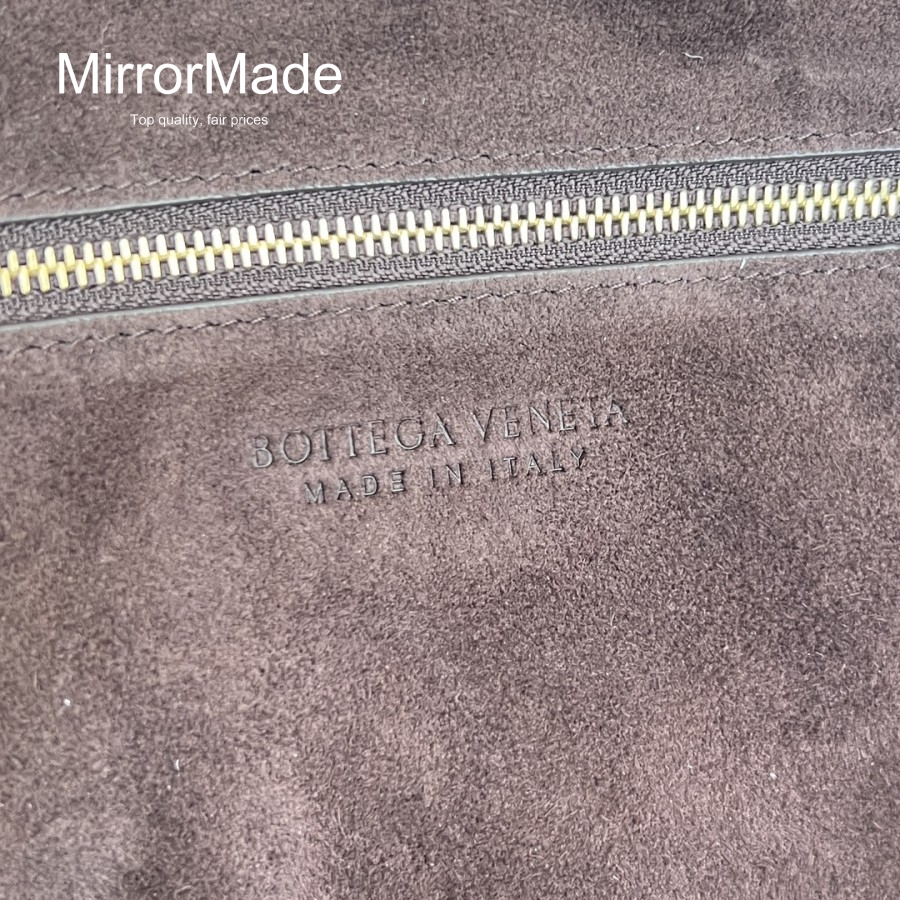 MirrorMade
Top quality, fair prices
BOTTEGA VENETA
MADE IN ITALY